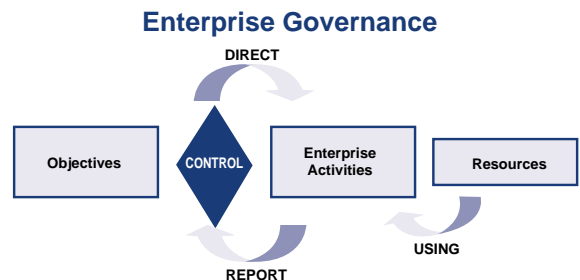 Enterprise Governance
DIRECT
Objectives
CONTROL
Enterprise
Activities
Resources
USING
REPORT